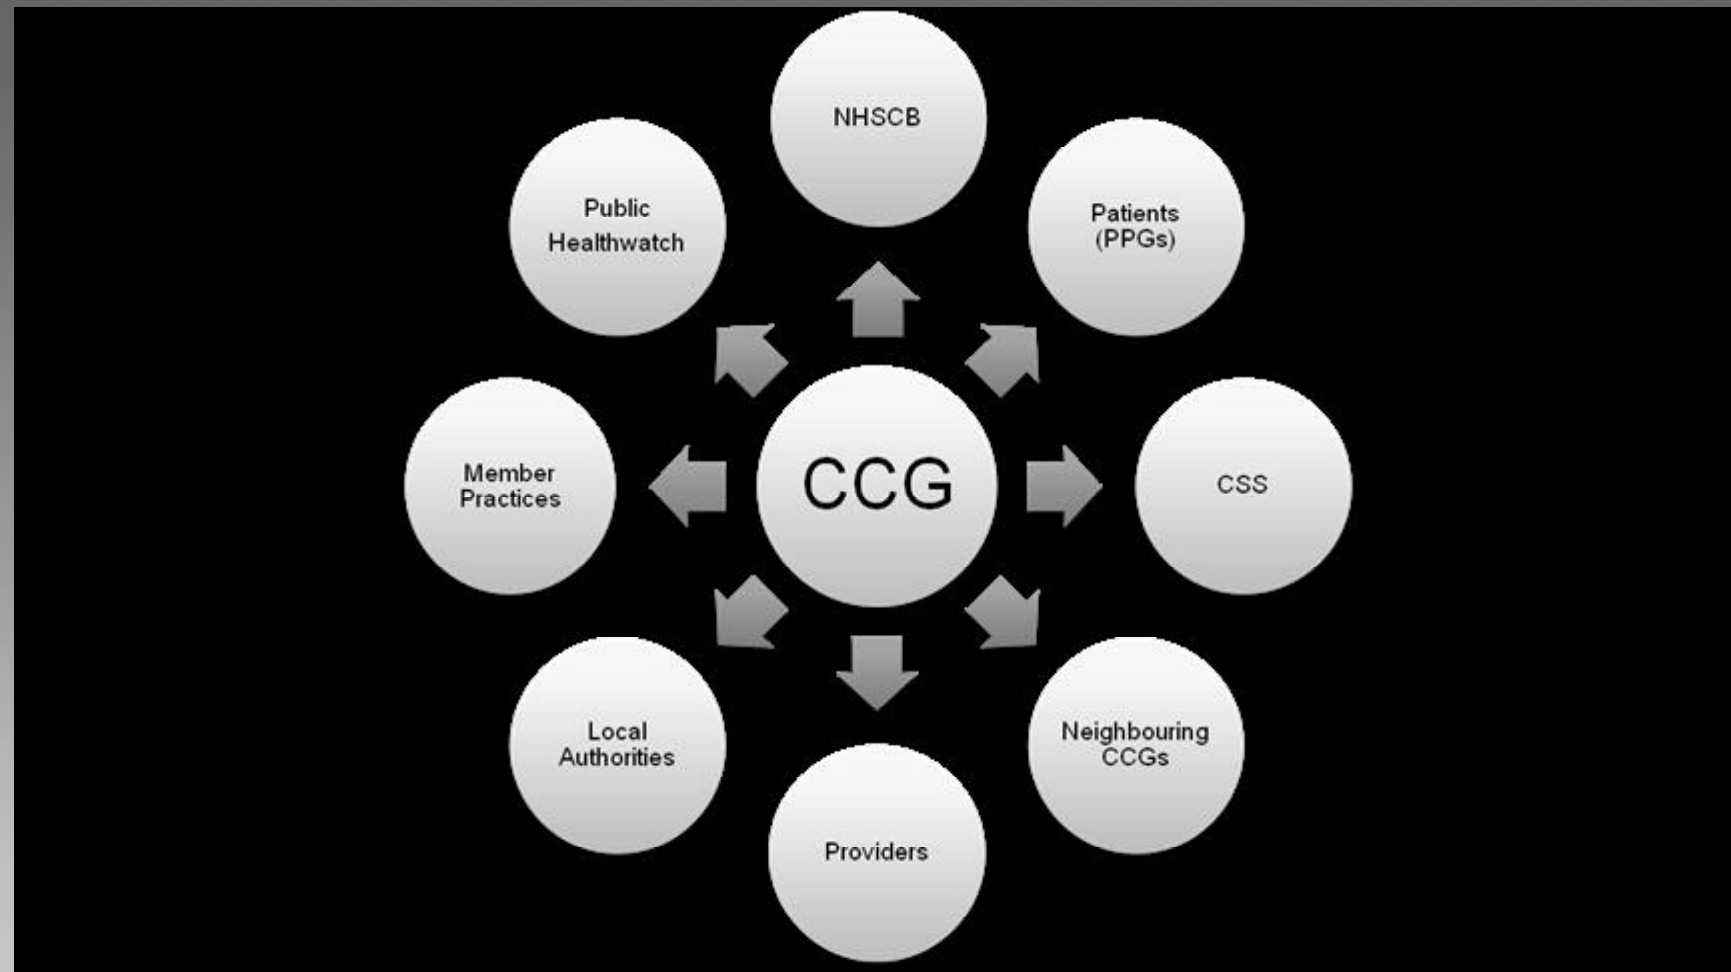 NHSCB
Public
Healthwatch
Patients
(PPGs)
Member
Practices
CCG
CSS
Local
Authorities
Neighbouring
CCGs
Providers